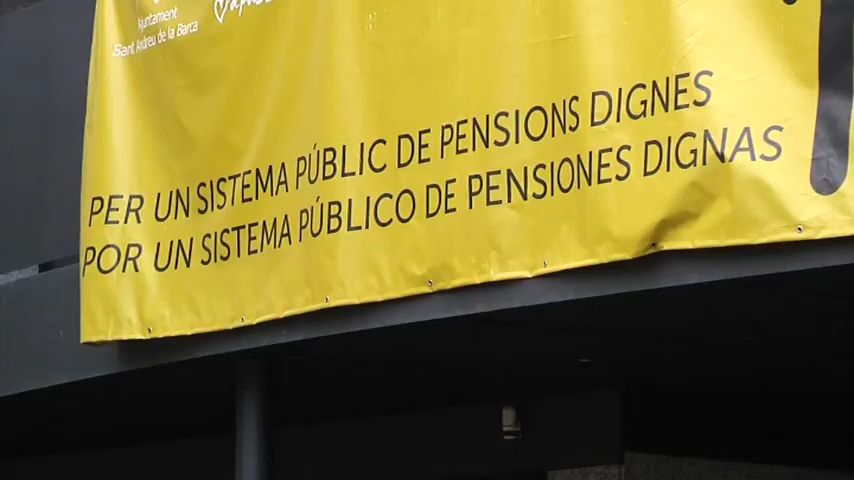 Ajuntament
Sant Andreu de la Barca
PER UN SISTEMA PÚBLIC DE PENSIONS DIGNES
POR UN SISTEMA PÚBLICO DE PENSIONES DIGNAS